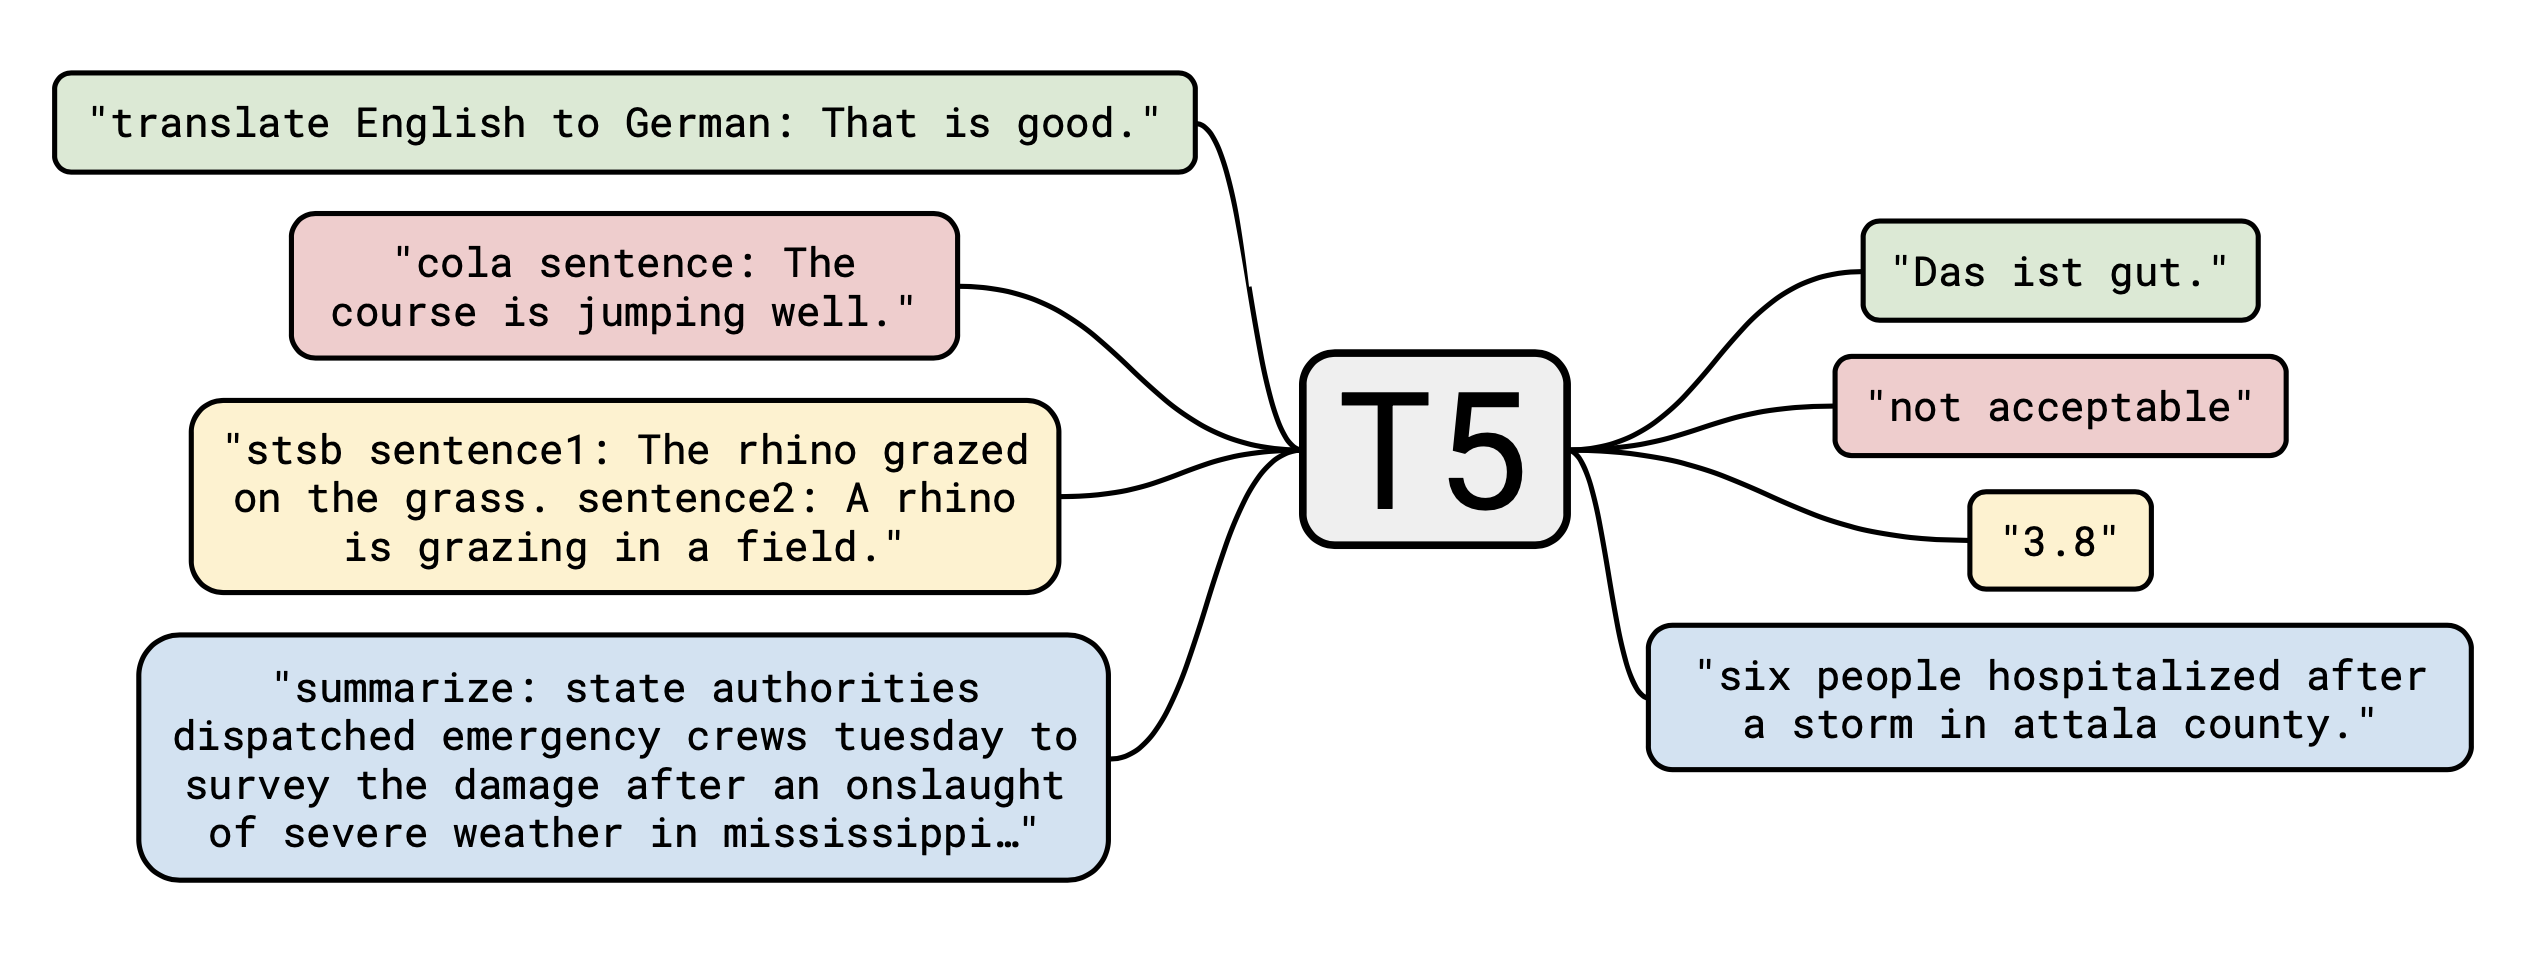 "translate English to German: That is good."
"cola sentence: The
course is jumping well."
"stsb sentence1: The rhino grazed
on the grass. sentence2: A rhino
is grazing in a field."
"summarize: state authorities
dispatched emergency crews tuesday to
survey the damage after an onslaught
of severe weather in mississippi…"
T5
"Das ist gut."
"not acceptable"
"3.8"
"six people hospitalized after
a storm in attala county."